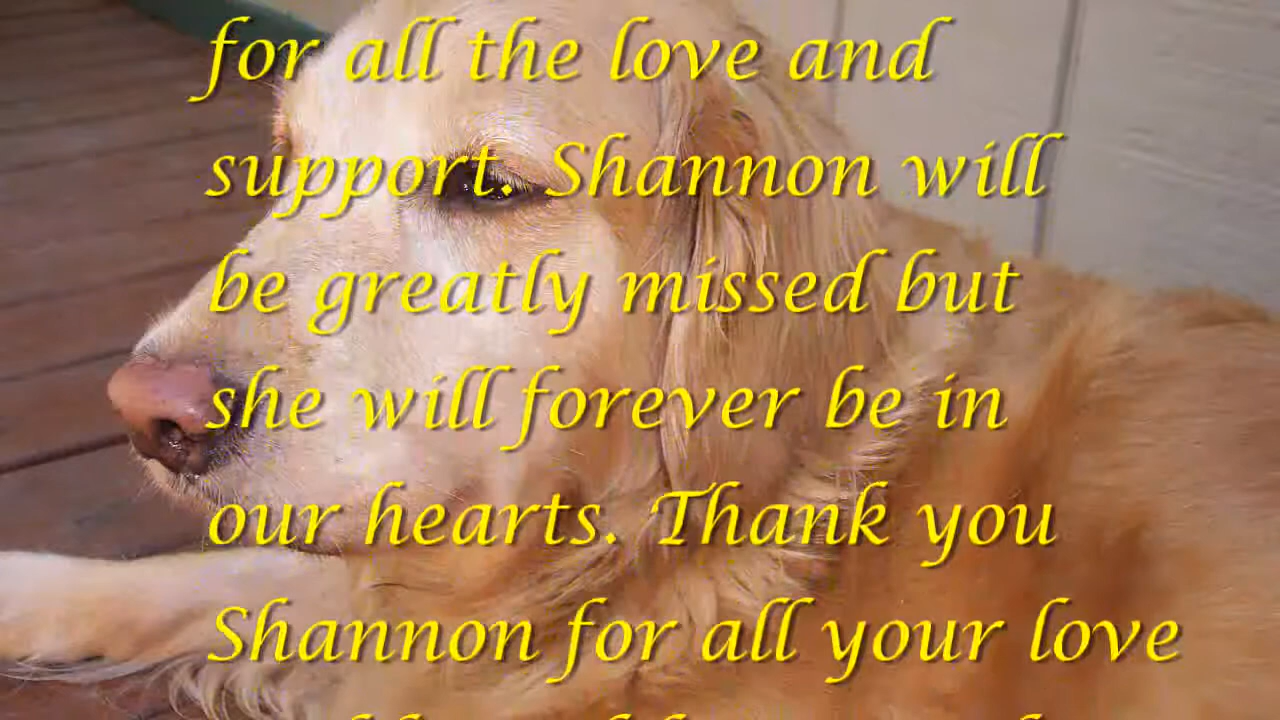 for all the love and
support. Shannon will
be greatly missed but
she will forever be in
our hearts. Thank you
Shannon for all your love